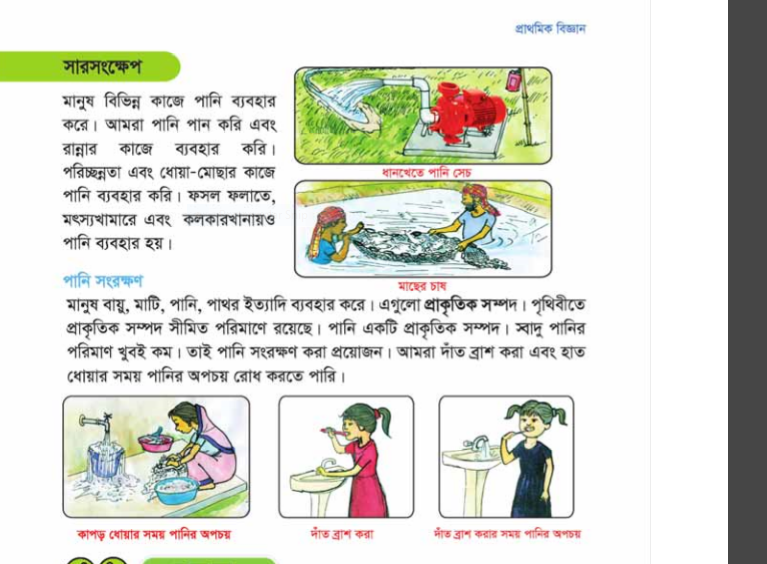 প্রাথমিক বিজ্ঞান
সারসংক্ষেপ
মানুষ বিভিন্ন কাজে পানি ব্যবহার
করে। আমরা পানি পান করি এবং
রান্নার কাজে ব্যবহার করি।
পরিচ্ছন্নতা এবং ধোয়া-মোছার কাজে
পানি ব্যবহার করি। ফসল ফলাতে,
মৎস্যখামারে এবং কলকারখানায়ও
পানি ব্যবহার হয়।
ধানখেতে পানি সেচ
মাছের চাষ
পানি সংরক্ষণ
মানুষ বায়ু, মাটি, পানি, পাথর ইত্যাদি ব্যবহার করে। এগুলো প্রাকৃতিক সম্পদ। পৃথিবীতে
প্রাকৃতিক সম্পদ সীমিত পরিমাণে রয়েছে। পানি একটি প্রাকৃতিক সম্পদ। স্বাদু পানির
পরিমাণ খুবই কম। তাই পানি সংরক্ষণ করা প্রয়োজন। আমরা দাঁত ব্রাশ করা এবং হাত
ধোয়ার সময় পানির অপচয় রোধ করতে পারি।
কাপড় ধোয়ার সময় পানির অপচয়
দাঁত ব্রাশ করা
দাঁত ব্রাশ করার সময় পানির অপচয়